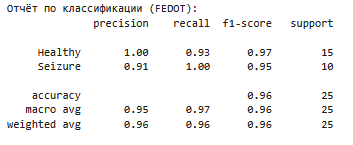 Отчёт по классификации (FEDOT):
precision recall f1-score support
Healthy 1.00 0.93 0.97 15
Seizure 0.91 1.00 0.95 10
accuracy 0.96 25
macro avg 0.95 0.97 0.96 25
weighted avg 0.96 0.96 0.96 25